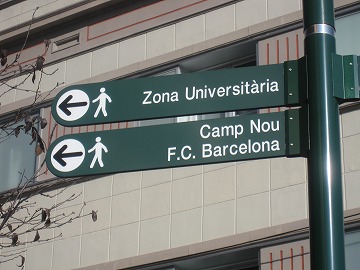 Zona Universitària
Camp Nou
F.C. Barcelona